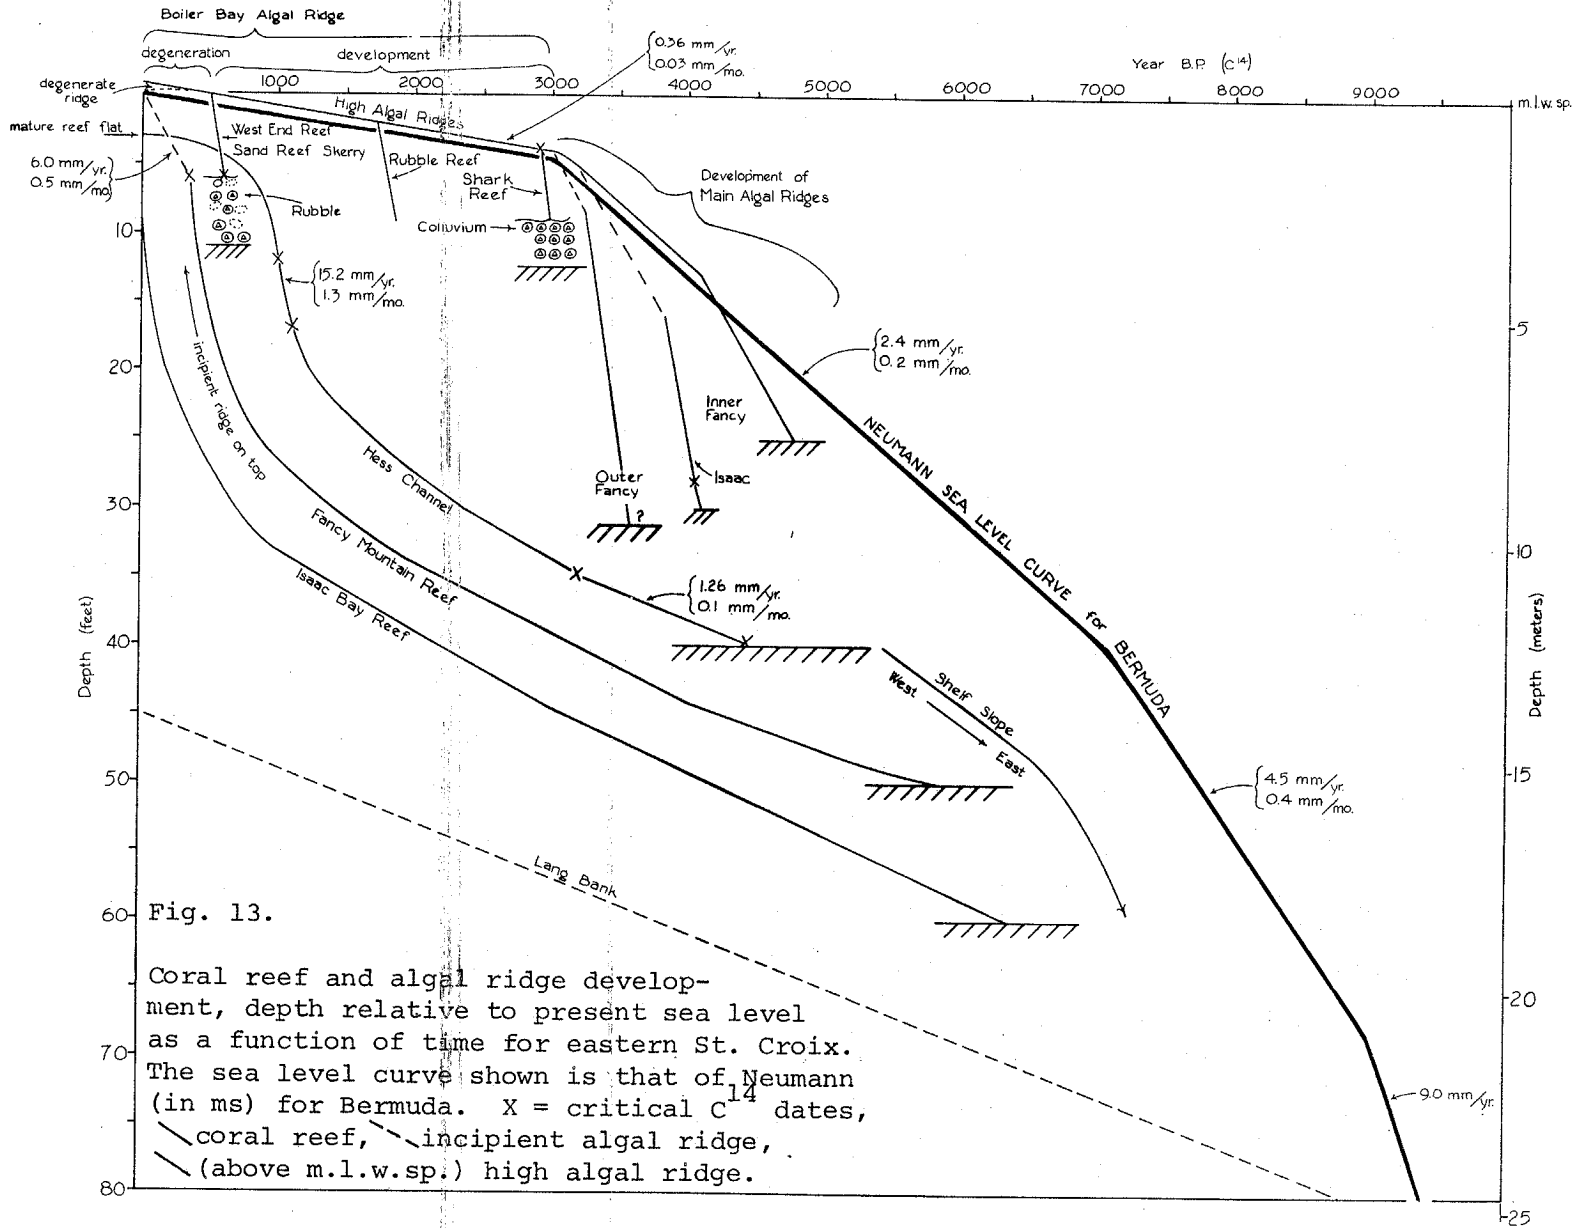 Boiler Bay Algal Ridge
degeneration
development
0.36 mm/yr.
0.03 mm/mo.
Year B.P. (C14)
degenerate
ridge
1000
2000
3000
4000
5000
6000
7000
8000
9000
m.l.w. sp.
High Algal Ridges
mature reef flat
West End Reef
Sand Reef Skerry
Rubble Reef
6.0 mm/yr.
0.5 mm/mo.
Shark
Reef
Development of
Main Algal Ridges
Rubble
Colluvium
10
15.2 mm/yr.
1.3 mm/mo.
5
2.4 mm/yr.
0.2 mm/mo.
20
incipient ridge on top
Inner
Fancy
NEUMANN SEA LEVEL CURVE for BERMUDA
Hess Channel
Outer
Fancy
Isaac
?
30
Fancy Mountain Reef
10
Isaac Bay Reef
1.26 mm/yr.
0.1 mm/mo.
Depth (feet)
Depth (meters)
40
Shelf Slope
West
East
50
15
4.5 mm/yr.
0.4 mm/mo.
Lang Bank
60
Fig. 13.
Coral reef and algal ridge develop-
ment, depth relative to present sea level
20
as a function of time for eastern St. Croix.
70
The sea level curve shown is that of Neumann
(in ms) for Bermuda. X = critical C14 dates,
9.0 mm/yr.
coral reef, incipient algal ridge,
(above m.l.w.sp.) high algal ridge.
80
25